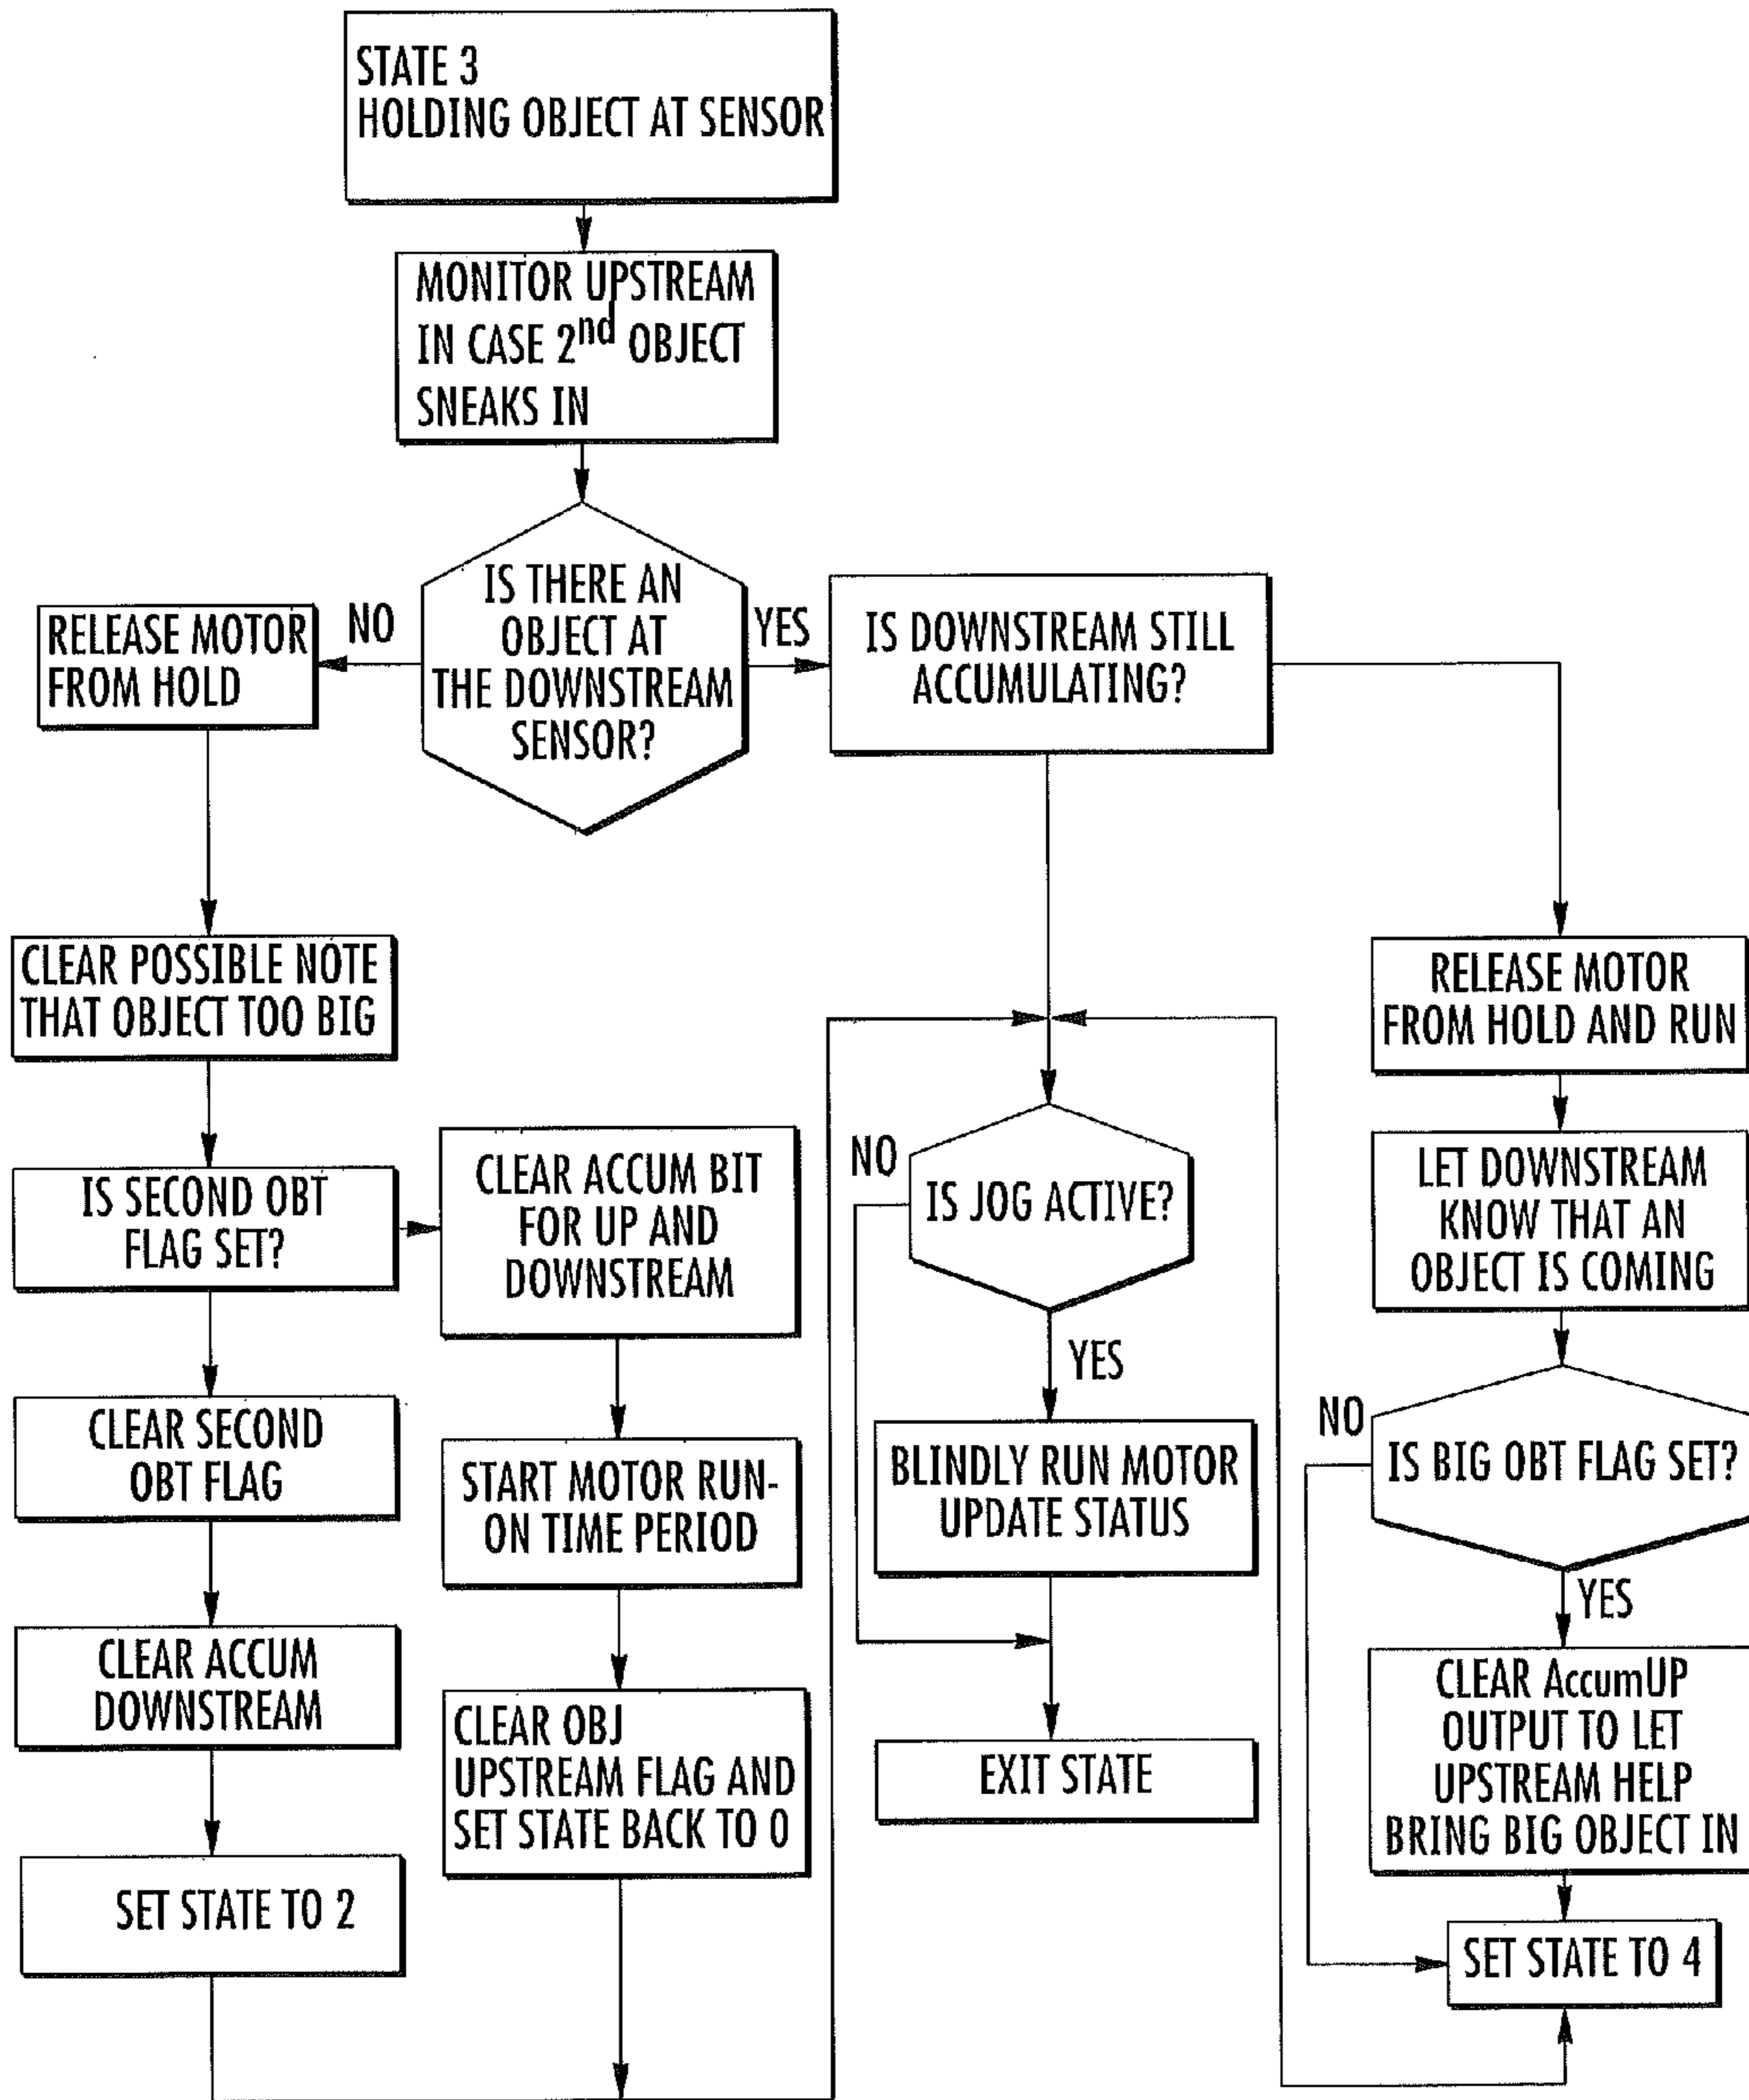 STATE 3
HOLDING OBJECT AT SENSOR
MONITOR UPSTREAM
IN CASE 2nd OBJECT
SNEAKS IN
IS THERE AN
OBJECT AT
THE DOWNSTREAM
SENSOR?
NO
YES
RELEASE MOTOR
FROM HOLD
IS DOWNSTREAM STILL
ACCUMULATING?
CLEAR POSSIBLE NOTE
THAT OBJECT TOO BIG
IS SECOND OBT
FLAG SET?
CLEAR SECOND
OBT FLAG
CLEAR ACCUM
DOWNSTREAM
SET STATE TO 2
CLEAR ACCUM BIT
FOR UP AND
DOWNSTREAM
START MOTOR RUN-
ON TIME PERIOD
CLEAR OBJ
UPSTREAM FLAG AND
SET STATE BACK TO 0
NO
IS JOG ACTIVE?
YES
BLINDLY RUN MOTOR
UPDATE STATUS
EXIT STATE
RELEASE MOTOR
FROM HOLD AND RUN
LET DOWNSTREAM
KNOW THAT AN
OBJECT IS COMING
NO
IS BIG OBT FLAG SET?
YES
CLEAR AccumUP
OUTPUT TO LET
UPSTREAM HELP
BRING BIG OBJECT IN
SET STATE TO 4